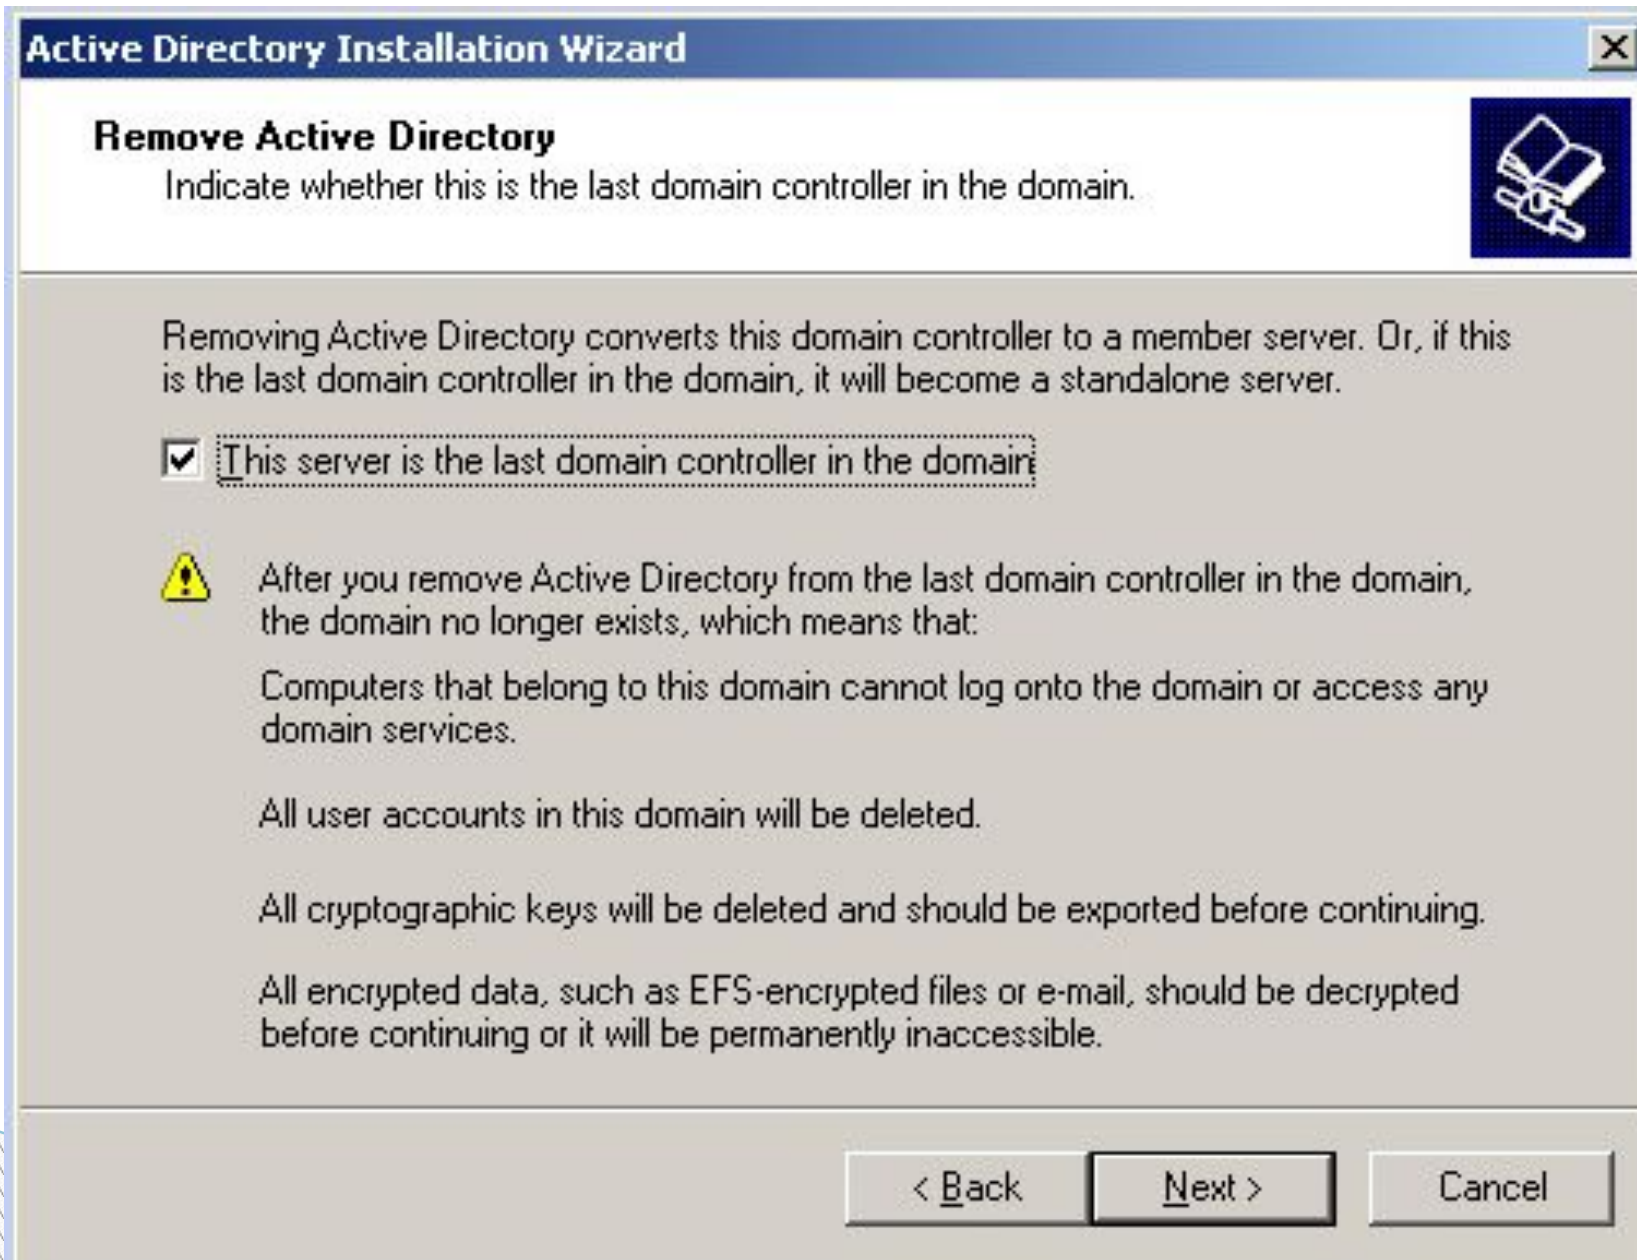 Active Directory Installation Wizard
Remove Active Directory
Indicate whether this is the last domain controller in the domain.
Removing Active Directory converts this domain controller to a member server. Or, if this
is the last domain controller in the domain, it will become a standalone server.
This server is the last domain controller in the domain
After you remove Active Directory from the last domain controller in the domain,
the domain no longer exists, which means that:
Computers that belong to this domain cannot log onto the domain or access any
domain services.
All user accounts in this domain will be deleted.
All cryptographic keys will be deleted and should be exported before continuing.
All encrypted data, such as EFS-encrypted files or e-mail, should be decrypted
before continuing or it will be permanently inaccessible.
< Back Next > Cancel